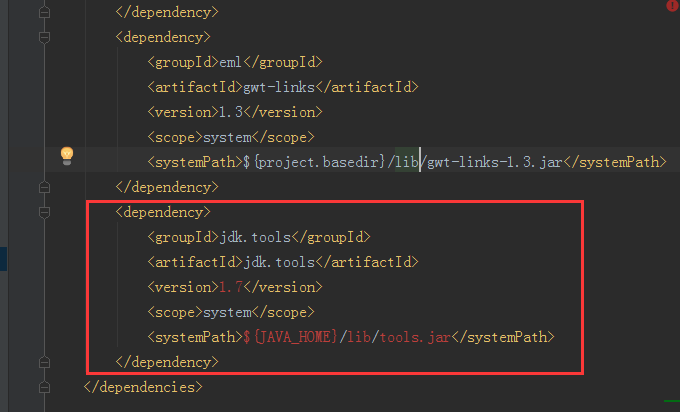 </dependency>
<dependency>
<groupId>eml</groupId>
<artifactId>gwt-links</artifactId>
<version>1.3</version>
<scope>system</scope>
<systemPath>${project.basedir}/lib/gwt-links-1.3.jar</systemPath>
</dependency>
<dependency>
<groupId>jdk.tools</groupId>
<artifactId>jdk.tools</artifactId>
<version>1.7</version>
<scope>system</scope>
<systemPath>${JAVA_HOME}/lib/tools.jar</systemPath>
</dependency>
</dependencies>